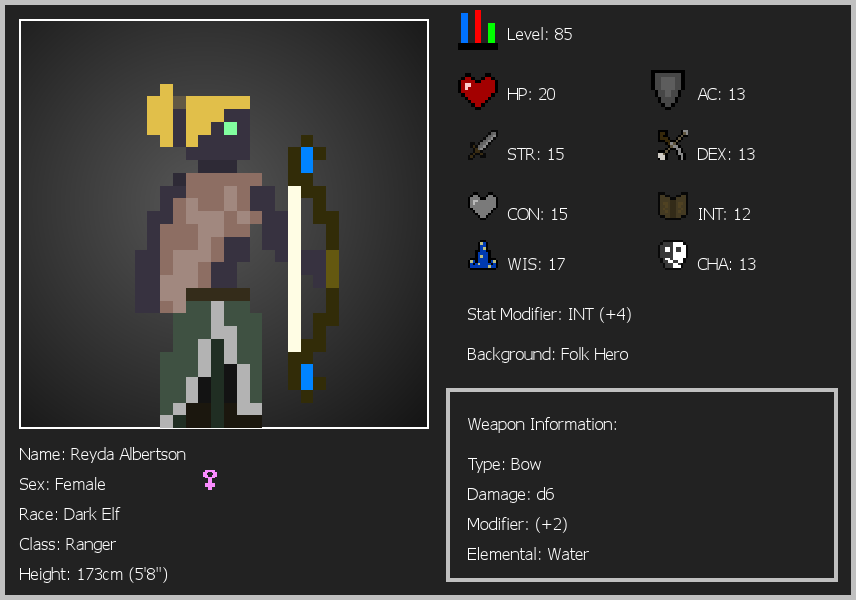 Level: 85
HP: 20
AC: 13
STR: 15
DEX: 13
CON: 15
INT: 12
WIS: 17
CHA: 13
Stat Modifier: INT (+4)
Background: Folk Hero
Weapon Information:
Type: Bow
Damage: d6
Modifier: (+2)
Elemental: Water
Name: Reyda Albertson
Sex: Female
Race: Dark Elf
Class: Ranger
Height: 173cm (5'8")